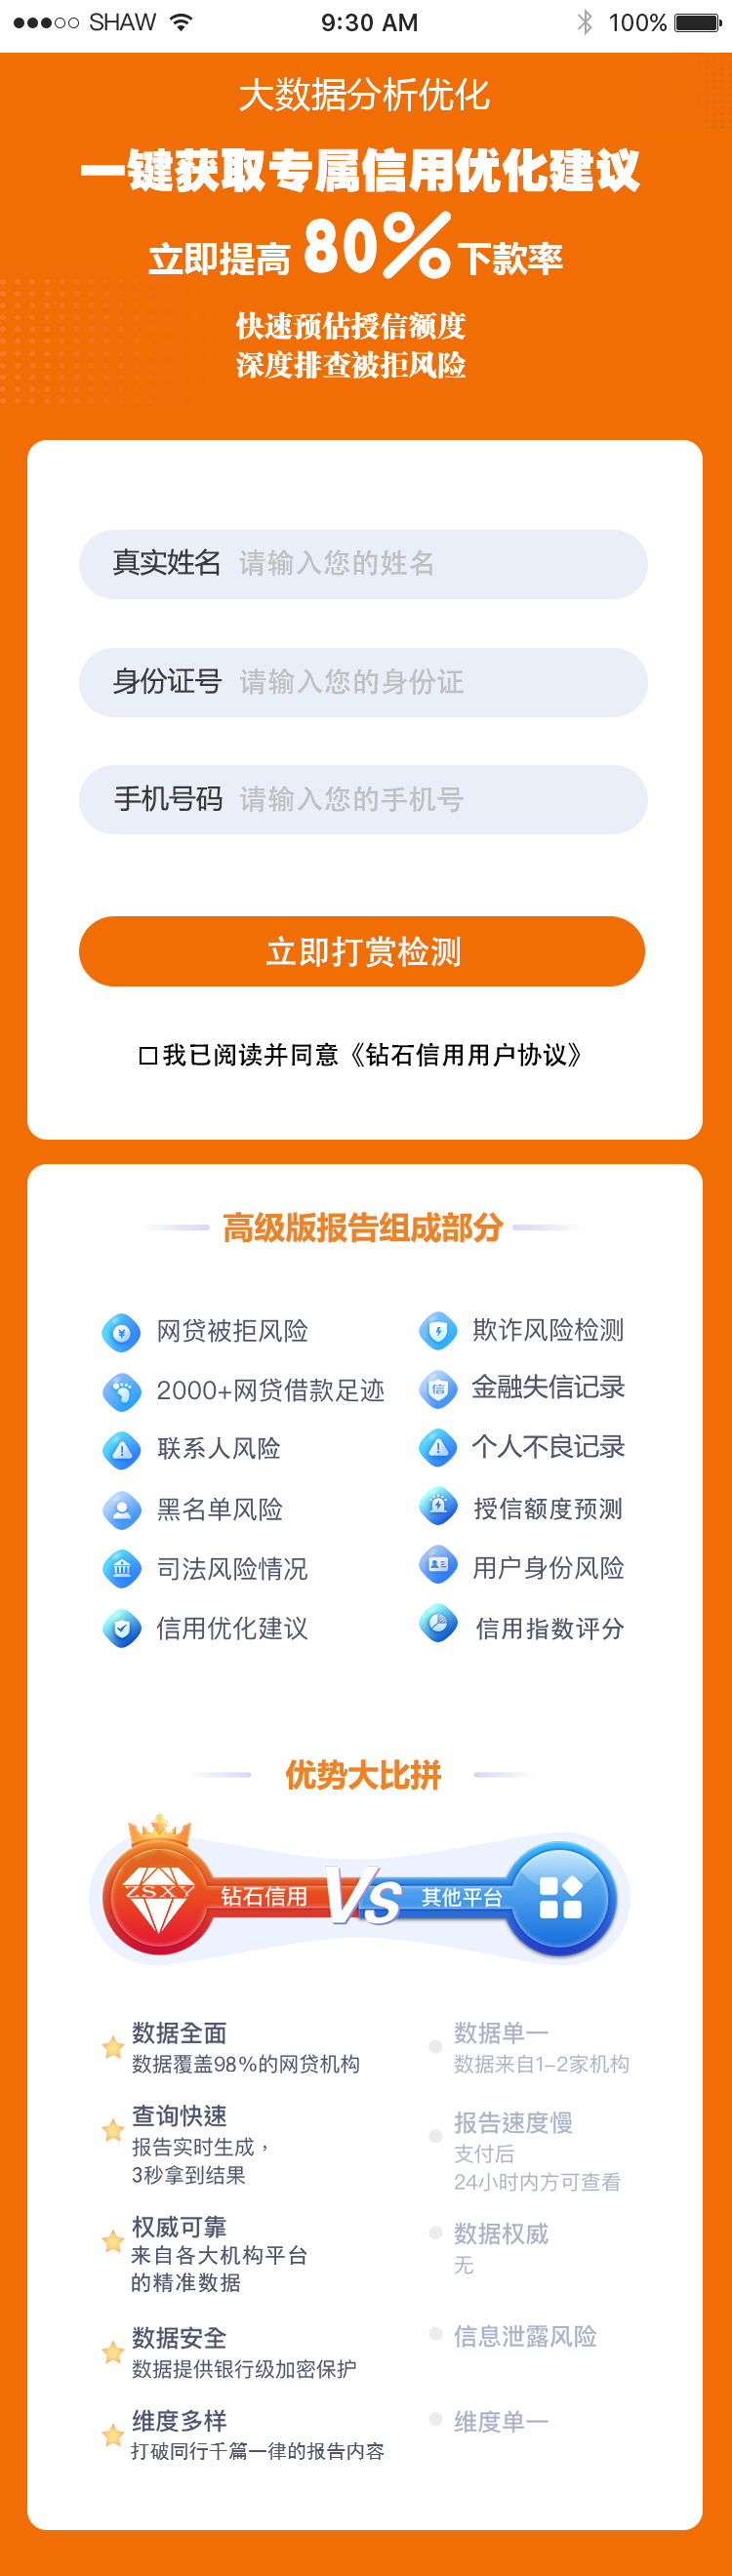 SHAW 9:30 AM 100%
大数据分析优化
一键获取专属信用优化建议
立即提高 80% 下款率
快速预估授信额度
深度排查被拒风险
真实姓名 请输入您的姓名
身份证号 请输入您的身份证
手机号码 请输入您的手机号
立即打赏检测
我已阅读并同意《钻石信用用户协议》
高级版报告组成部分
网贷被拒风险 欺诈风险检测
2000+网贷借款足迹 金融失信记录
联系人风险 个人不良记录
黑名单风险 授信额度预测
司法风险情况 用户身份风险
信用优化建议 信用指数评分
优势大比拼
ZSXY 钻石信用 VS 其他平台
数据全面 数据单一
数据覆盖98%的网贷机构 数据来自1-2家机构
查询快速 报告速度慢
报告实时生成， 支付后
3秒拿到结果 24小时内方可查看
权威可靠 数据权威
来自各大机构平台 无
的精准数据
数据安全 信息泄露风险
数据提供银行级加密保护
维度多样 维度单一
打破同行千篇一律的报告内容